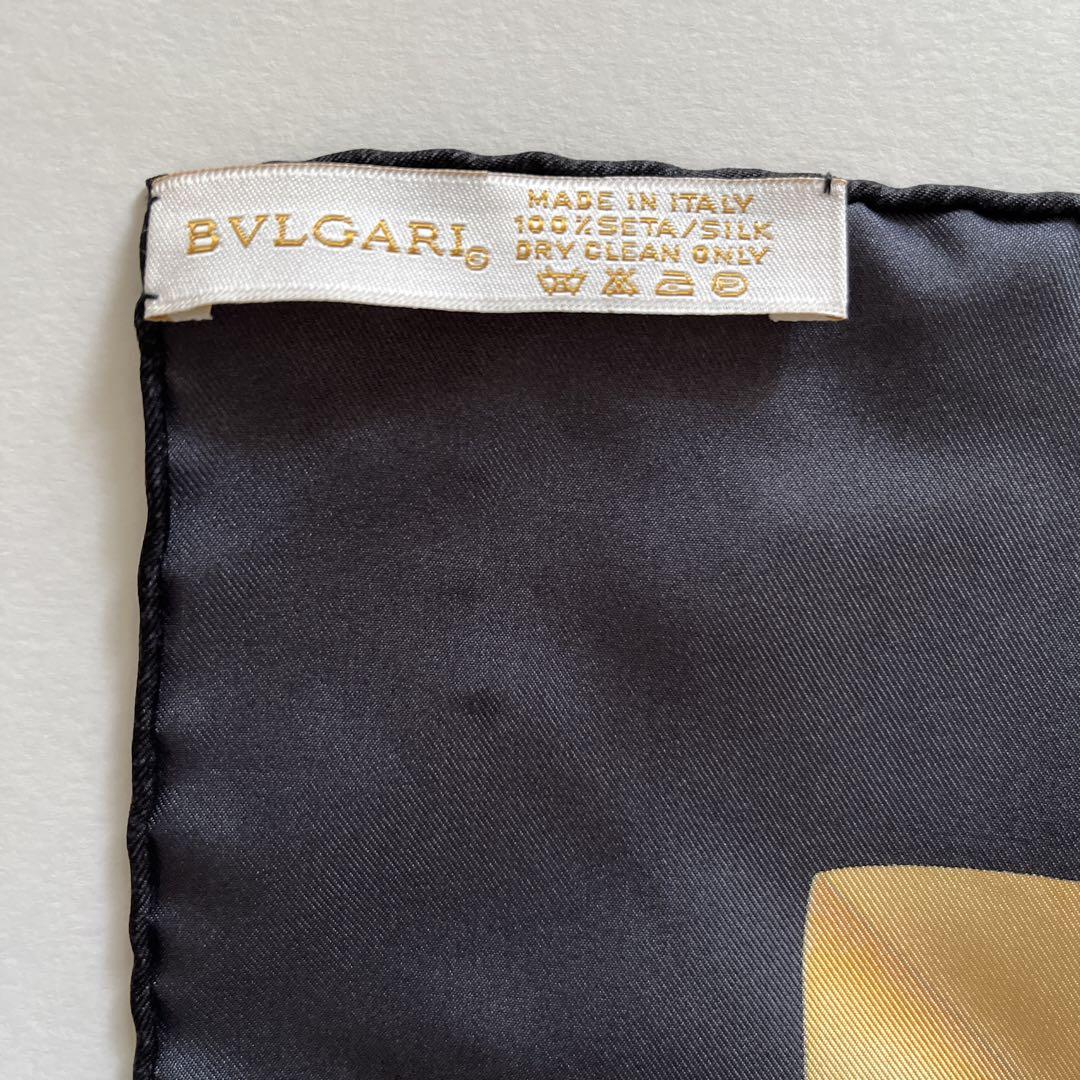 BVLGARI
MADE IN ITALY
100%SETA/SILK
DRY CLEAN ONLY
P